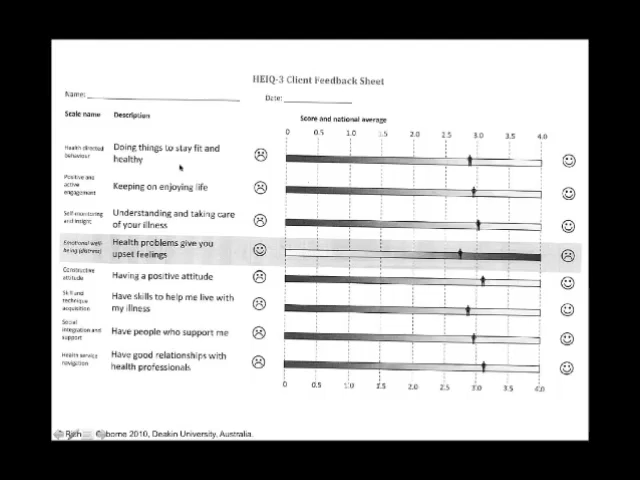 HEIQ-3 Client Feedback Sheet
Name:
Date:
Scale name Description Score and national average
0 0.5 1.0 1.5 2.0 2.5 3.0 3.5 4.0
Health directed
behaviour
Doing things to stay fit and
healthy
Positive and
active
engagement
Keeping on enjoying life
Self-monitoring
and insight
Understanding and taking care
of your illness
Emotional well-
being (distress)
Health problems give you
upset feelings
Constructive
attitude
Having a positive attitude
Skill and
technique
acquisition
Have skills to help me live with
my illness
Social
integration and
support
Have people who support me
Health service
navigation
Have good relationships with
health professionals
0 0.5 1.0 1.5 2.0 2.5 3.0 3.5 4.0
Osborne 2010, Deakin University, Australia.